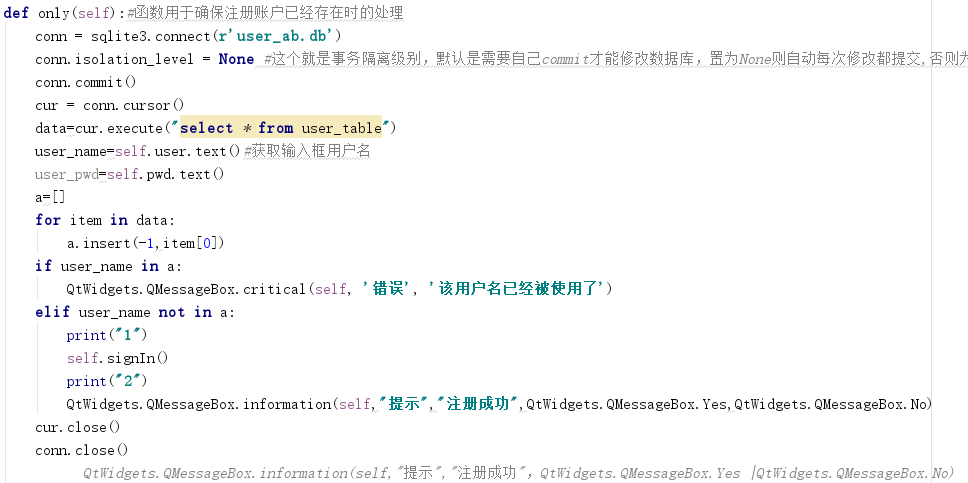 def only(self):#函数用于确保注册账户已经存在时的处理
conn = sqlite3.connect(r'user_ab.db')
conn.isolation_level = None #这个就是事务隔离级别，默认是需要自己commit才能修改数据库，置为None则自动每次修改都提交,否则为
conn.commit()
cur = conn.cursor()
data=cur.execute("select * from user_table")
user_name=self.user.text()#获取输入框用户名
user_pwd=self.pwd.text()
a=[]
for item in data:
a.insert(-1,item[0])
if user_name in a:
QtWidgets.QMessageBox.critical(self, '错误', '该用户名已经被使用了')
elif user_name not in a:
print("1")
self.signIn()
print("2")
QtWidgets.QMessageBox.information(self,"提示","注册成功",QtWidgets.QMessageBox.Yes,QtWidgets.QMessageBox.No)
cur.close()
conn.close()
QtWidgets.QMessageBox.information(self,"提示","注册成功"，QtWidgets.QMessageBox.Yes |QtWidgets.QMessageBox.No)